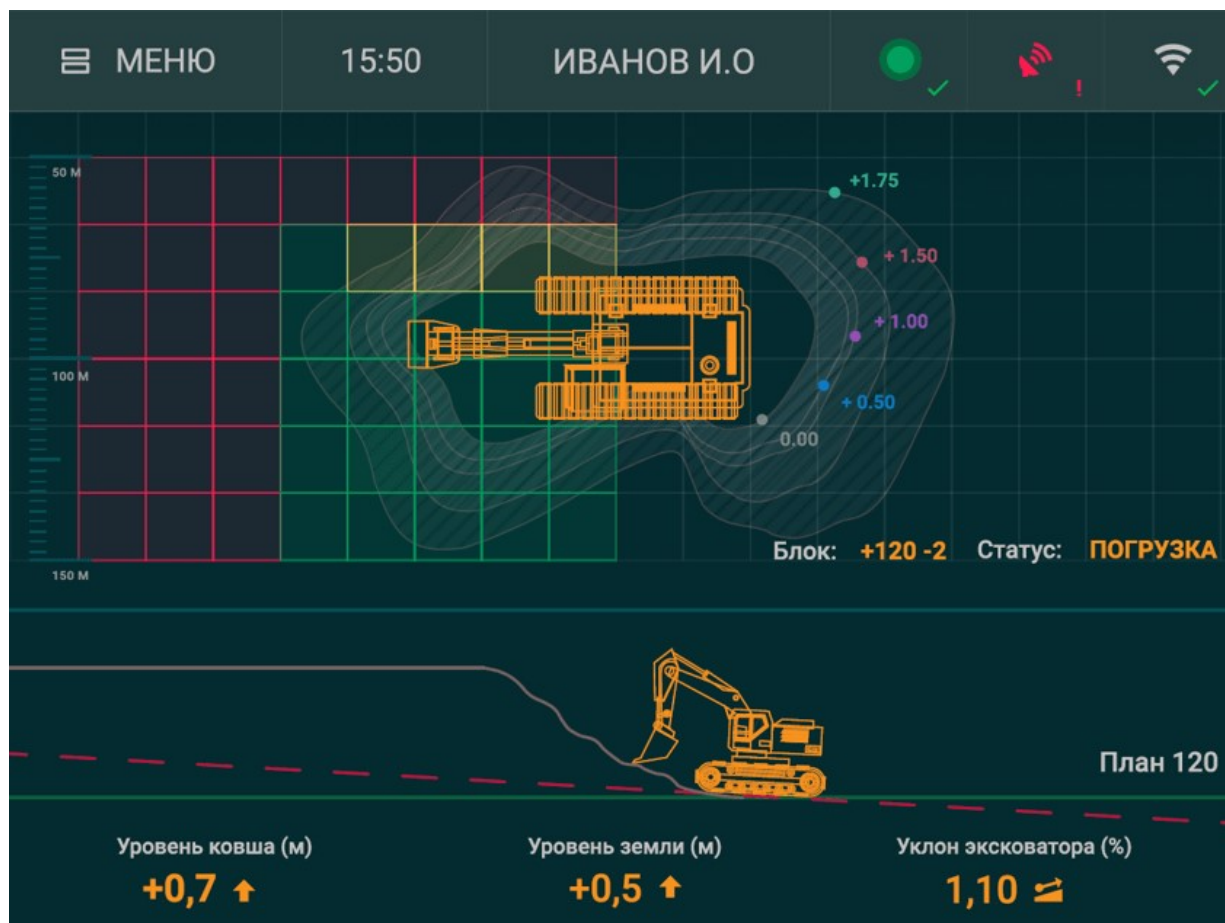 МЕНЮ
15:50
ИВАНОВ И.О
50 М
+1.75
+ 1.50
+ 1.00
100 М
+ 0.50
0.00
Блок: +120 -2 Статус: ПОГРУЗКА
150 М
План 120
Уровень ковша (м)
+0,7
Уровень земли (м)
+0,5
Уклон эксковатора (%)
1,10